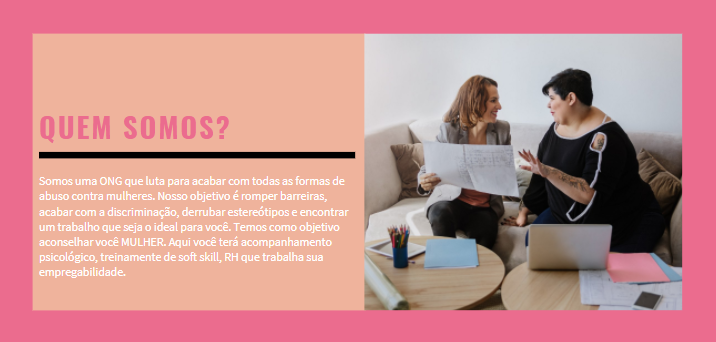 QUEM SOMOS?
Somos uma ONG que luta para acabar com todas as formas de
abuso contra mulheres. Nosso objetivo é romper barreiras,
acabar com a discriminação, derrubar estereótipos e encontrar
um trabalho que seja o ideal para você. Temos como objetivo
aconselhar você MULHER. Aqui você terá acompanhamento
psicológico, treinamente de soft skill, RH que trabalha sua
empregabilidade.